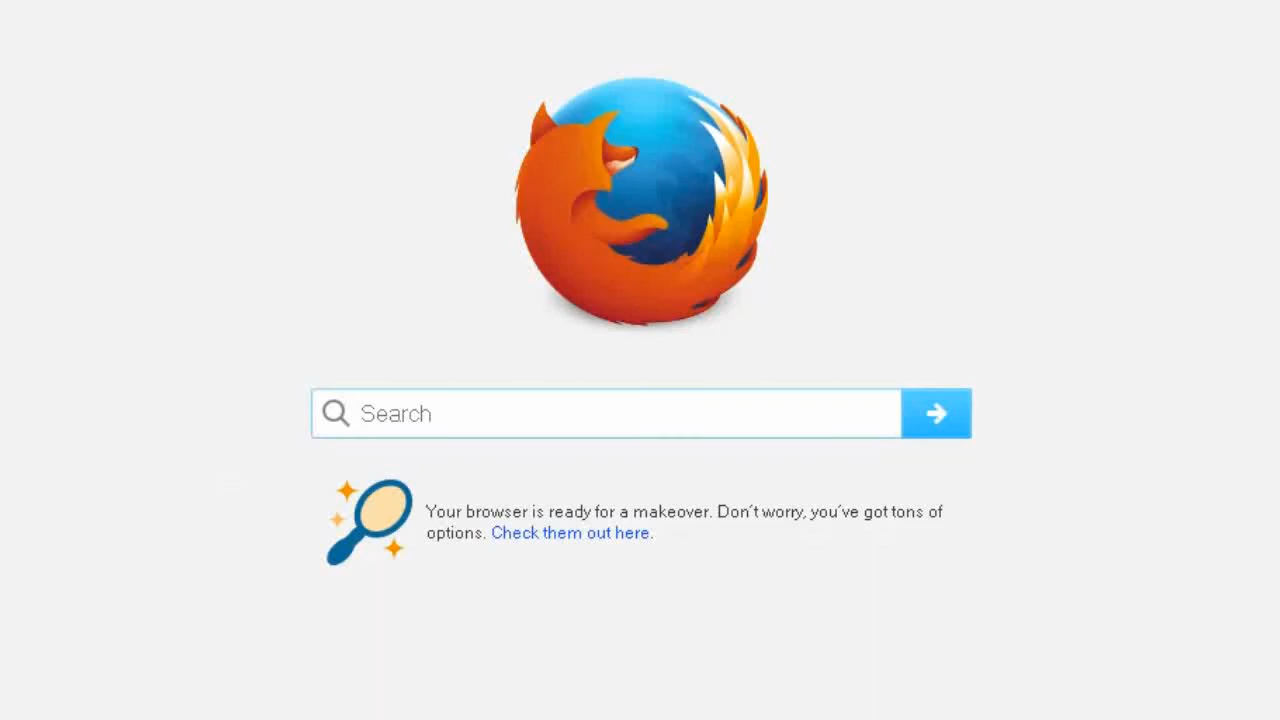 Search
Your browser is ready for a makeover. Don't worry, you've got tons of
options. Check them out here.